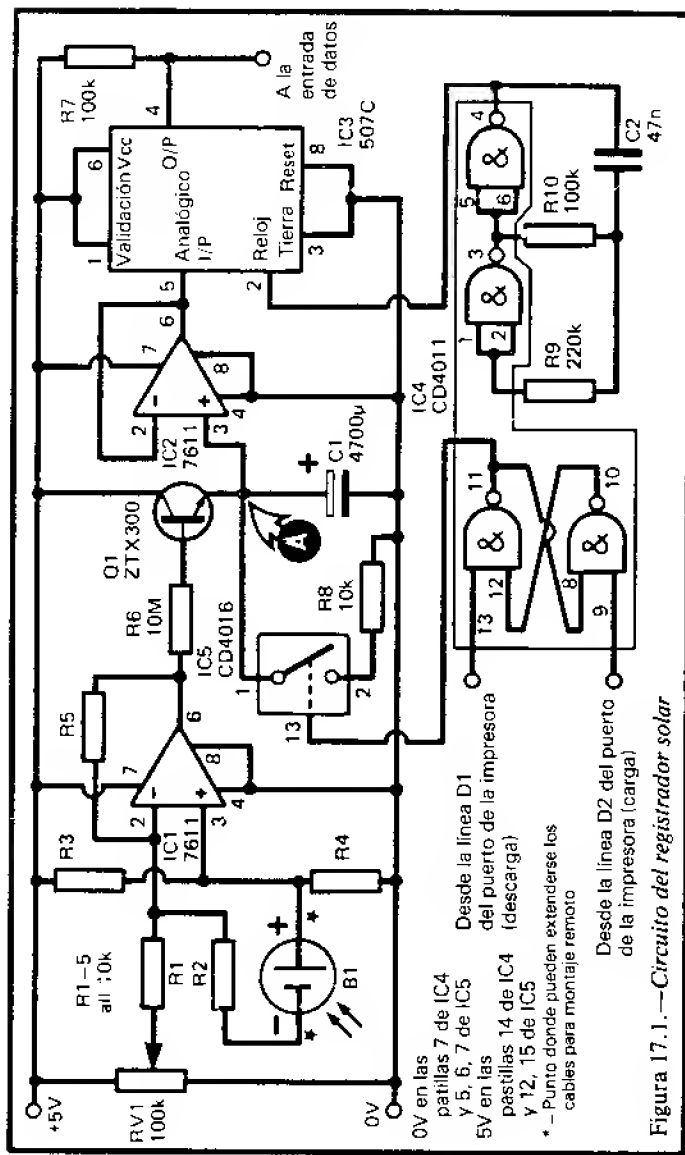 +5V
RV1
100k
0V
R1–5
all 10k
R1
R2
R3
R4
B1
–
+
*
*
R5
2
–
3
+
7
6
8
4
IC1
7611
R6
10M
Q1
ZTX300
IC5
CD4016
1
2
13
R8
10k
A
C1
4700µ
+
IC2
7611
2
–
3
+
7
6
8
4
1
6
Validación Vcc
5
Analógico
I/P
O/P
4
2
Reloj
Tierra
Reset
3
8
IC3
507C
R7
100k
A la
entrada
de datos
IC4
CD4011
13
12
11
&
8
9
10
&
1
2
3
&
5
6
4
&
R9
220k
R10
100k
C2
47n
Desde la línea D1
del puerto de la impresora
(descarga)
Desde la línea D2 del puerto
de la impresora (carga)
0V en las
patillas 7 de IC4
y 5, 6, 7 de IC5
5V en las
pastillas 14 de IC4
y 12, 15 de IC5
* – Punto donde pueden extenderse los
cables para montaje remoto
Figura 17.1.—Circuito del registrador solar